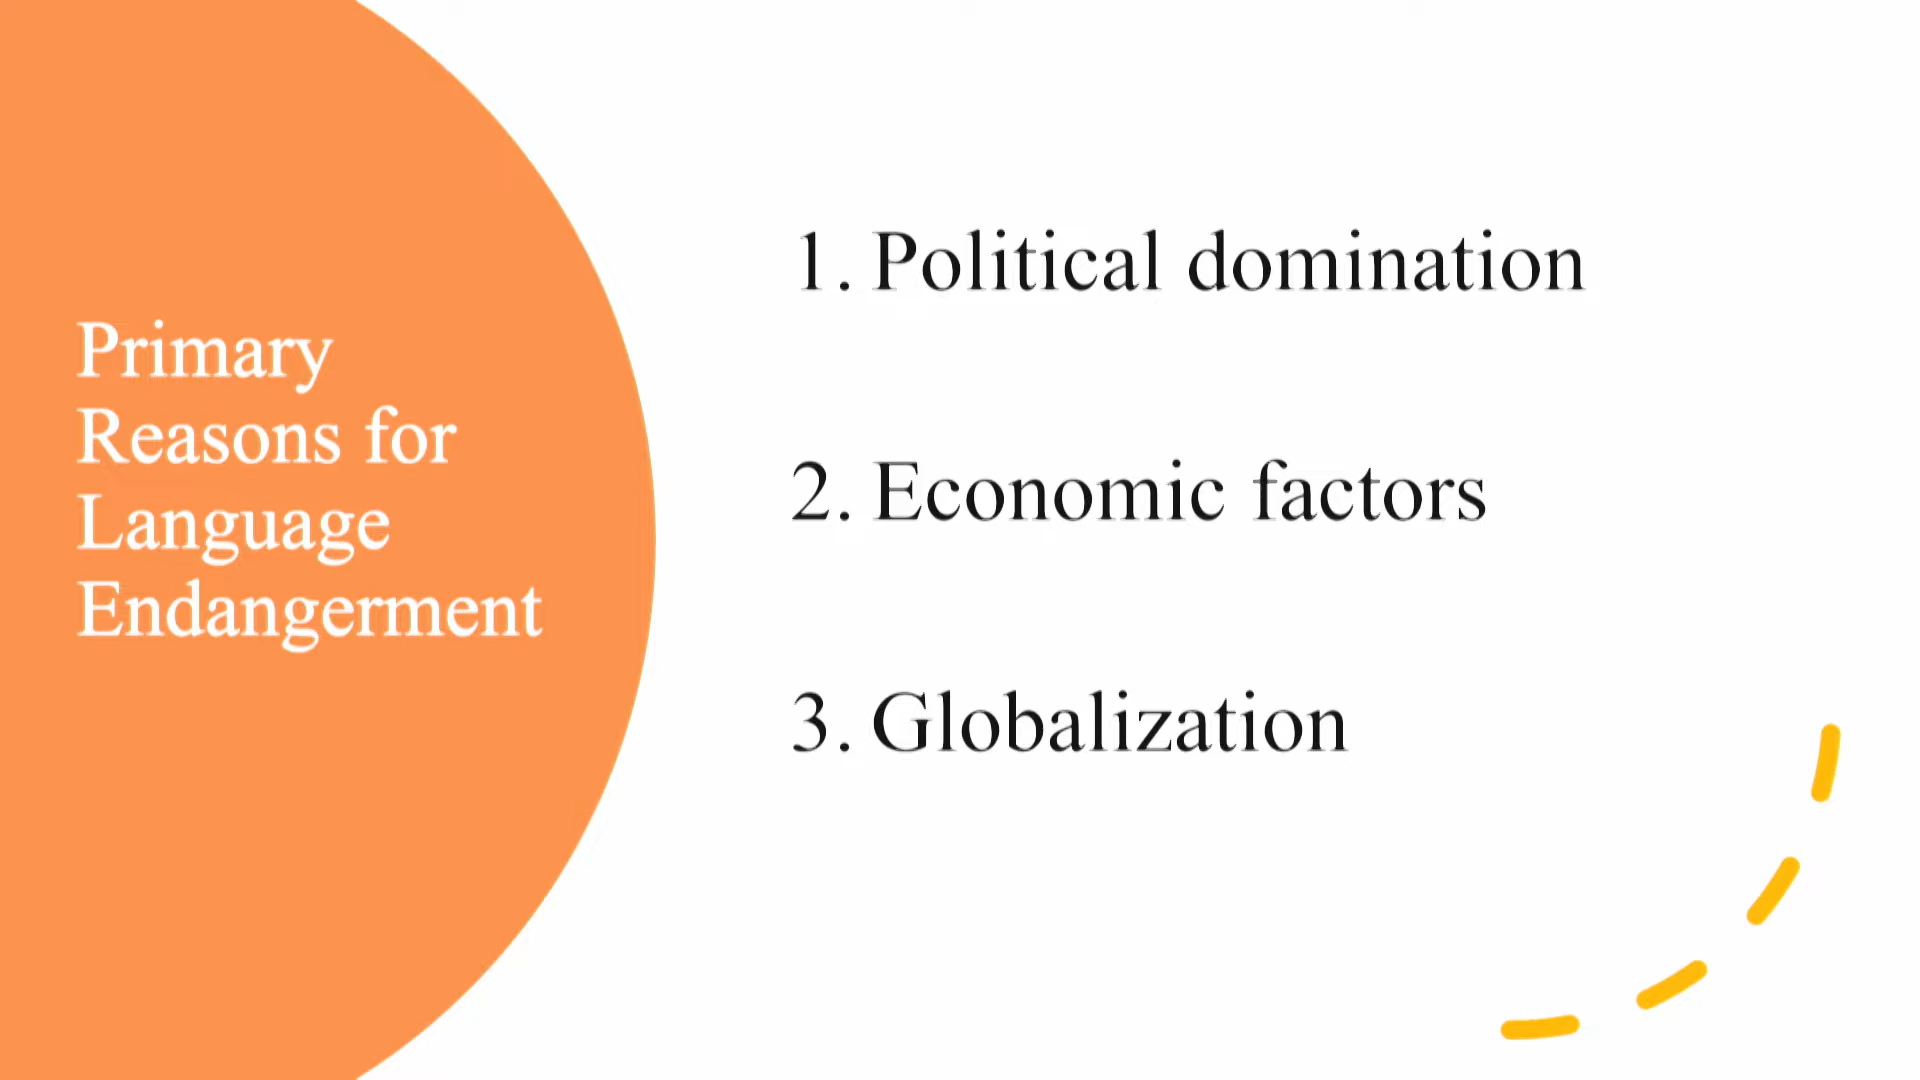 Primary
Reasons for
Language
Endangerment
1. Political domination
2. Economic factors
3. Globalization